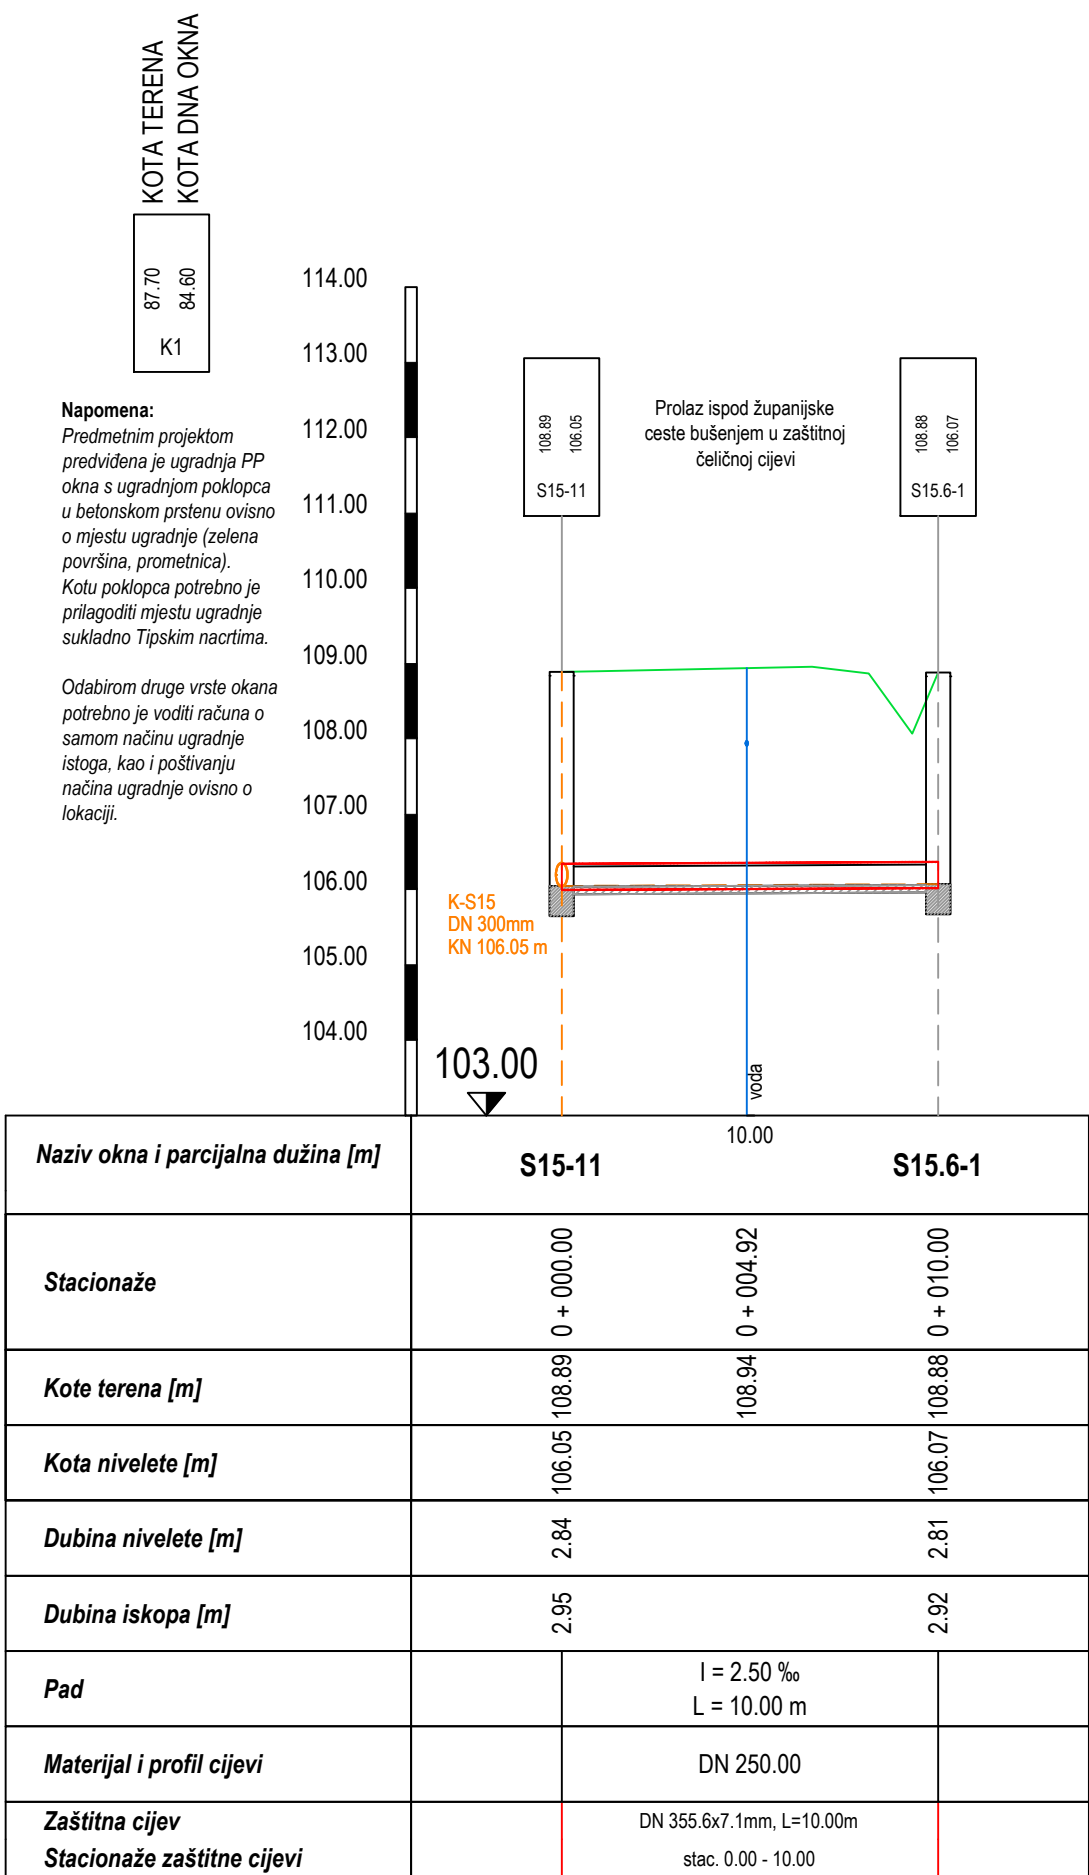 KOTA TERENA
KOTA DNA OKNA
87.70
84.60
K1
Napomena:
Predmetnim projektom
predviđena je ugradnja PP
okna s ugradnjom poklopca
u betonskom prstenu ovisno
o mjestu ugradnje (zelena
površina, prometnica).
Kotu poklopca potrebno je
prilagoditi mjestu ugradnje
sukladno Tipskim nacrtima.
Odabirom druge vrste okana
potrebno je voditi računa o
samom načinu ugradnje
istoga, kao i poštivanju
načina ugradnje ovisno o
lokaciji.
114.00
113.00
112.00
111.00
110.00
109.00
108.00
107.00
106.00
105.00
104.00
103.00
108.89
106.05
S15-11
Prolaz ispod županijske
ceste bušenjem u zaštitnoj
čeličnoj cijevi
108.88
106.07
S15.6-1
K-S15
DN 300mm
KN 106.05 m
voda
Naziv okna i parcijalna dužina [m]
S15-11
10.00
S15.6-1
Stacionaže
0 + 000.00
0 + 004.92
0 + 010.00
Kote terena [m]
108.89
108.94
108.88
Kota nivelete [m]
106.05
106.07
Dubina nivelete [m]
2.84
2.81
Dubina iskopa [m]
2.95
2.92
Pad
I = 2.50 ‰
L = 10.00 m
Materijal i profil cijevi
DN 250.00
Zaštitna cijev
DN 355.6x7.1mm, L=10.00m
Stacionaže zaštitne cijevi
stac. 0.00 - 10.00